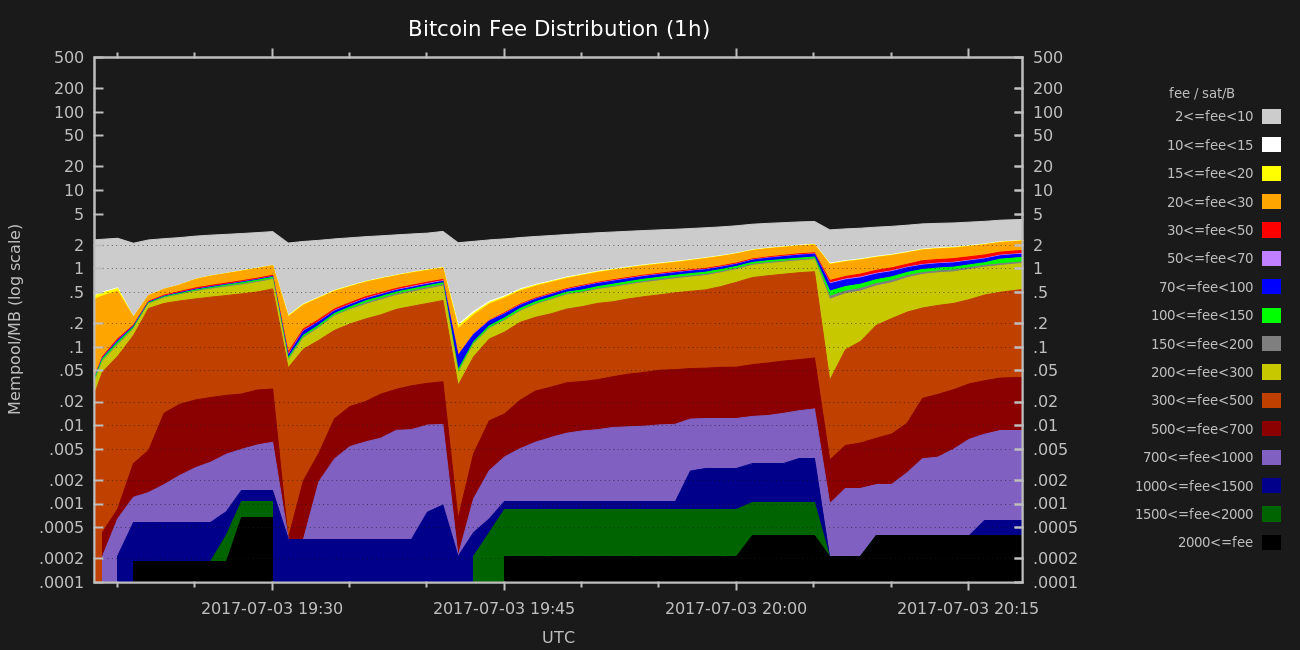 Bitcoin Fee Distribution (1h)
500 500
200 200
100 100
50 50
20 20
10 10
5 5
2 2
1 1
.5 .5
.2 .2
.1 .1
.05 .05
.02 .02
.01 .01
.005 .005
.002 .002
.001 .001
.0005 .0005
.0002 .0002
.0001 .0001
Mempool/MB (log scale)
2017-07-03 19:30 2017-07-03 19:45 2017-07-03 20:00 2017-07-03 20:15
UTC
fee / sat/B
2<=fee<10
10<=fee<15
15<=fee<20
20<=fee<30
30<=fee<50
50<=fee<70
70<=fee<100
100<=fee<150
150<=fee<200
200<=fee<300
300<=fee<500
500<=fee<700
700<=fee<1000
1000<=fee<1500
1500<=fee<2000
2000<=fee